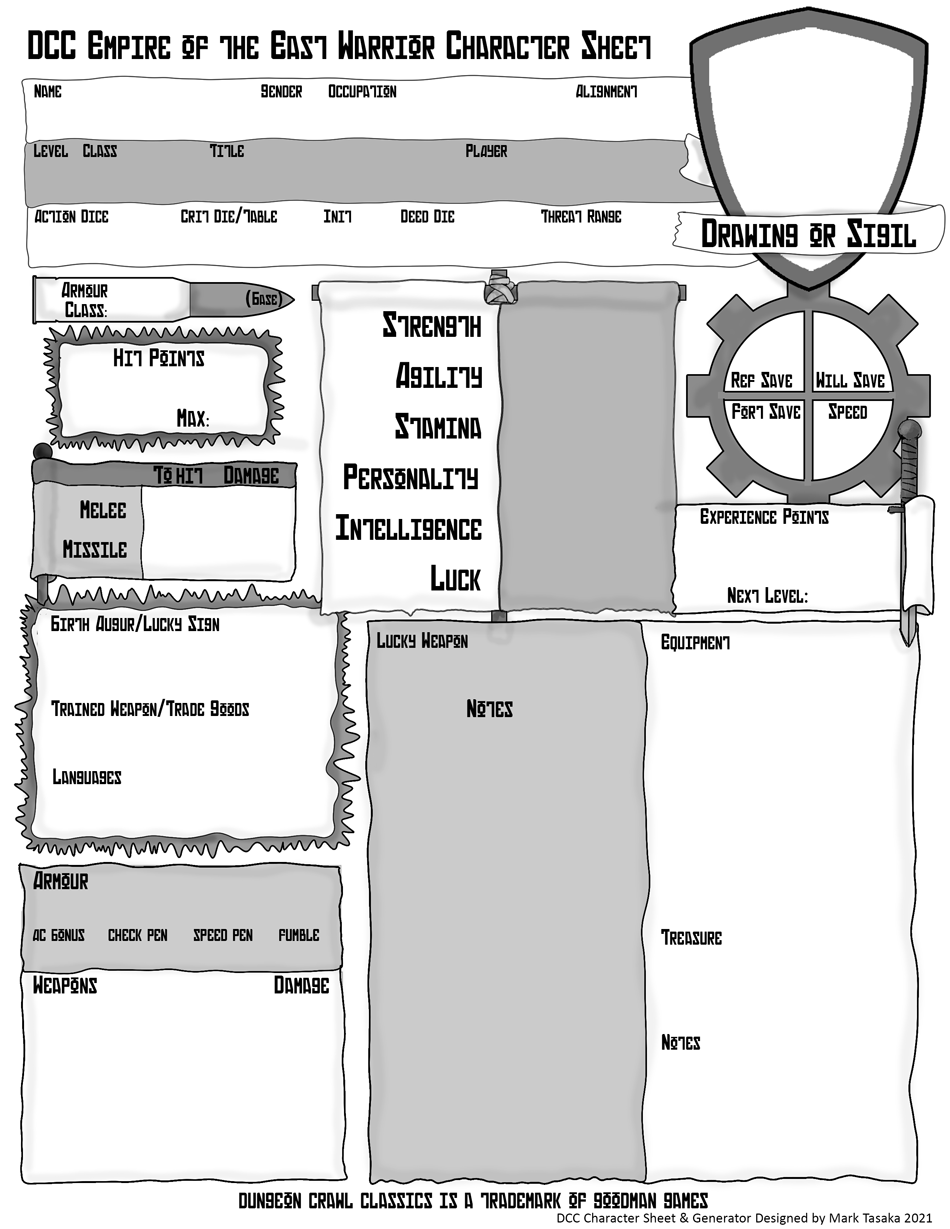 DCC Empire of the East Warrior Character Sheet
Name Gender Occupation Alignment
Level Class Title Player
Action Dice Crit Die/Table Init Deed Die Threat Range
Drawing or Sigil
Armour Class: (Base)
Hit Points
Max:
To Hit Damage
Melee
Missile
Strength
Agility
Stamina
Personality
Intelligence
Luck
Ref Save Will Save
Fort Save Speed
Experience Points
Next Level:
Birth Augur/Lucky Sign
Trained Weapon/Trade Goods
Languages
Armour
AC Bonus Check Pen Speed Pen Fumble
Weapons Damage
Lucky Weapon
Notes
Equipment
Treasure
Notes
Dungeon Crawl Classics is a trademark of Goodman Games
DCC Character Sheet & Generator Designed by Mark Tasaka 2021